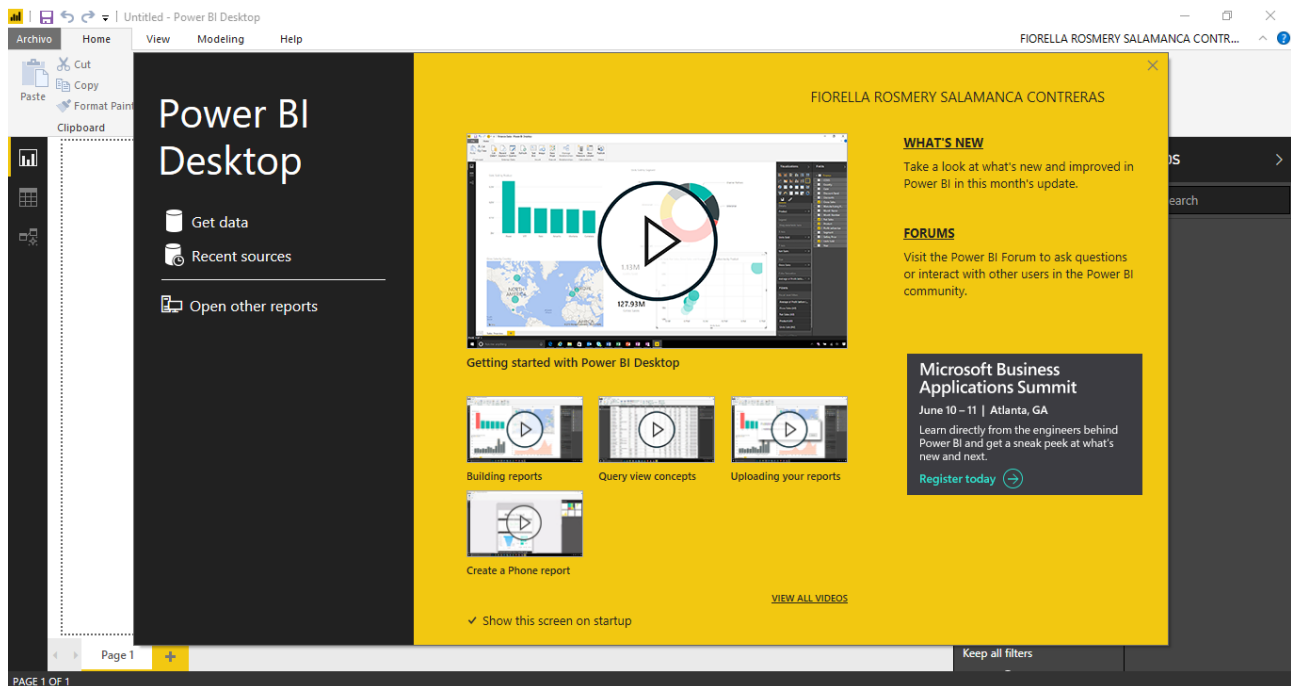 Untitled - Power BI Desktop
Archivo Home View Modeling Help FIORELLA ROSMERY SALAMANCA CONTR...
Paste
Cut
Copy
Format Paint
Clipboard
Power BI
Desktop
Get data
Recent sources
Open other reports
FIORELLA ROSMERY SALAMANCA CONTRERAS
127.93M
Getting started with Power BI Desktop
Building reports
Query view concepts
Uploading your reports
Create a Phone report
VIEW ALL VIDEOS
Show this screen on startup
WHAT'S NEW
Take a look at what's new and improved in
Power BI in this month's update.
FORUMS
Visit the Power BI Forum to ask questions
or interact with other users in the Power BI
community.
Microsoft Business
Applications Summit
June 10 – 11 | Atlanta, GA
Learn directly from the engineers behind
Power BI and get a sneak peek at what's
new and next.
Register today
earch
Keep all filters
Page 1
PAGE 1 OF 1